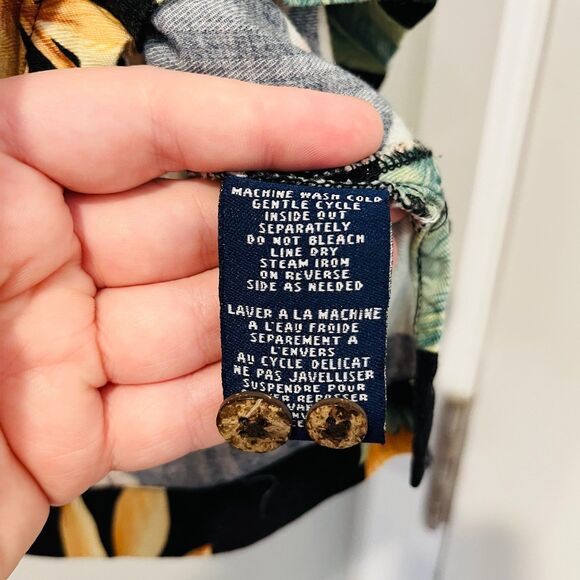 MACHINE WASH COLD
GENTLE CYCLE
INSIDE OUT
SEPARATELY
DO NOT BLEACH
LINE DRY
STEAM IRON
ON REVERSE
SIDE AS NEEDED
LAVER A LA MACHINE
A L'EAU FROIDE
SEPAREMENT A
L'ENVERS
AU CYCLE DELICAT
NE PAS JAVELLISER
SUSPENDRE POUR
REPASSER